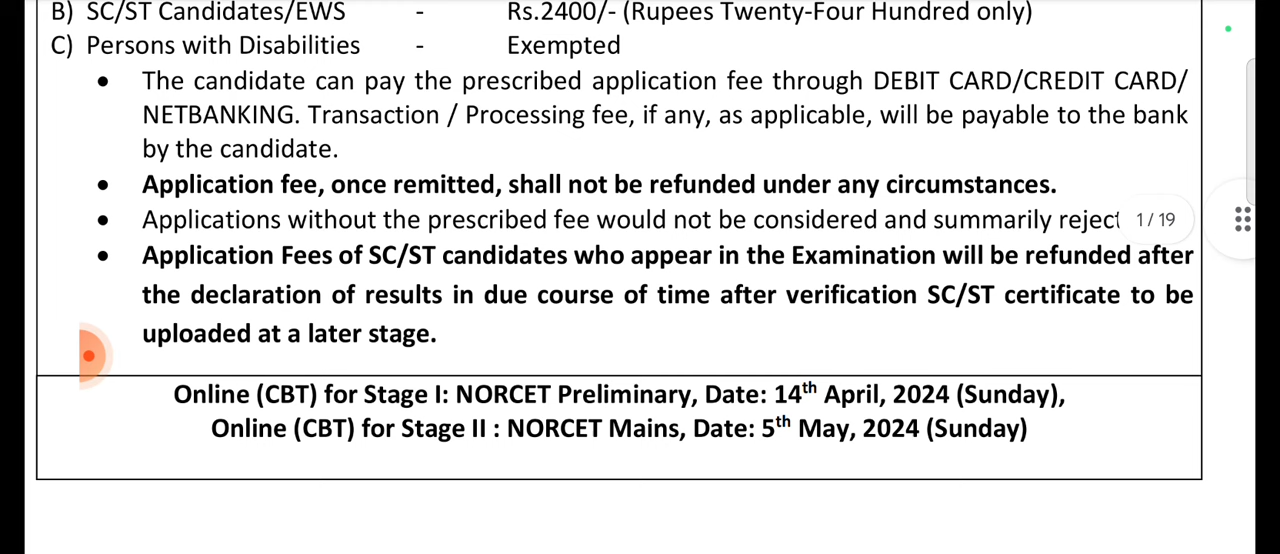 B) SC/ST Candidates/EWS - Rs.2400/- (Rupees Twenty-Four Hundred only)
C) Persons with Disabilities - Exempted
• The candidate can pay the prescribed application fee through DEBIT CARD/CREDIT CARD/
NETBANKING. Transaction / Processing fee, if any, as applicable, will be payable to the bank
by the candidate.
• Application fee, once remitted, shall not be refunded under any circumstances.
• Applications without the prescribed fee would not be considered and summarily reject
1 / 19
• Application Fees of SC/ST candidates who appear in the Examination will be refunded after
the declaration of results in due course of time after verification SC/ST certificate to be
uploaded at a later stage.
Online (CBT) for Stage I: NORCET Preliminary, Date: 14th April, 2024 (Sunday),
Online (CBT) for Stage II : NORCET Mains, Date: 5th May, 2024 (Sunday)